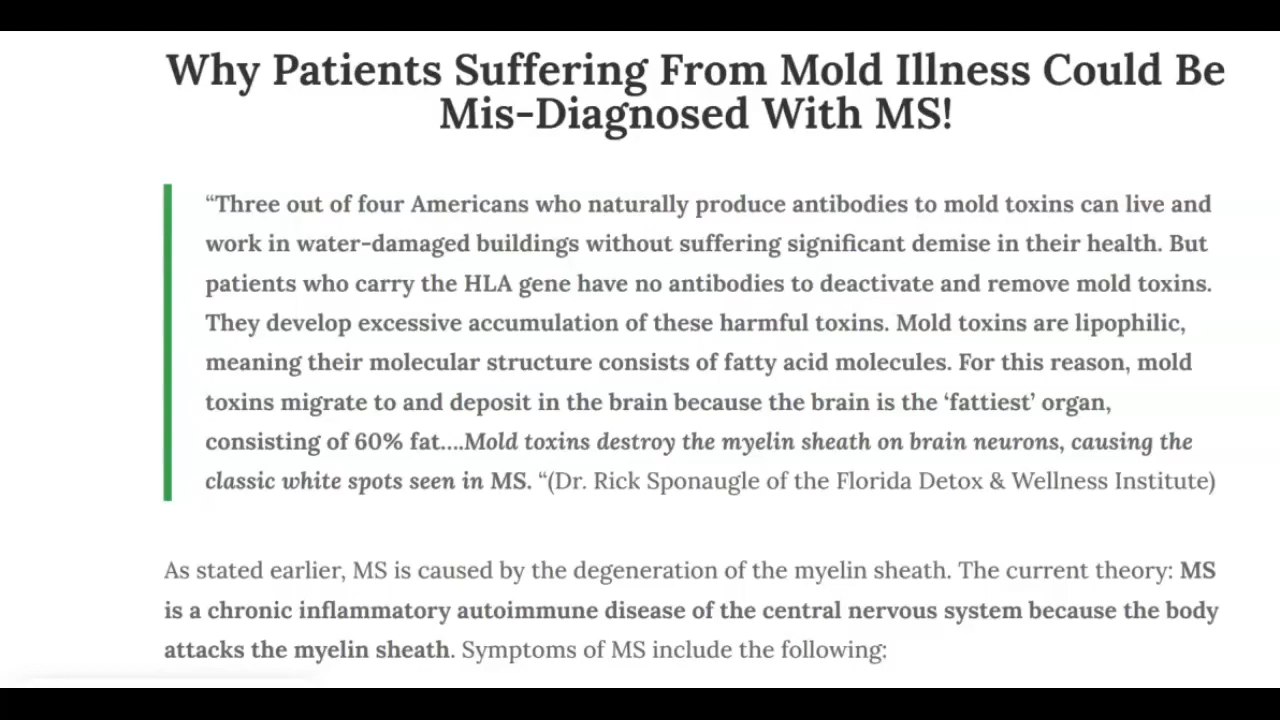 Why Patients Suffering From Mold Illness Could Be
Mis-Diagnosed With MS!
“Three out of four Americans who naturally produce antibodies to mold toxins can live and
work in water-damaged buildings without suffering significant demise in their health. But
patients who carry the HLA gene have no antibodies to deactivate and remove mold toxins.
They develop excessive accumulation of these harmful toxins. Mold toxins are lipophilic,
meaning their molecular structure consists of fatty acid molecules. For this reason, mold
toxins migrate to and deposit in the brain because the brain is the ‘fattiest’ organ,
consisting of 60% fat....Mold toxins destroy the myelin sheath on brain neurons, causing the
classic white spots seen in MS. “(Dr. Rick Sponaugle of the Florida Detox & Wellness Institute)
As stated earlier, MS is caused by the degeneration of the myelin sheath. The current theory: MS
is a chronic inflammatory autoimmune disease of the central nervous system because the body
attacks the myelin sheath. Symptoms of MS include the following: